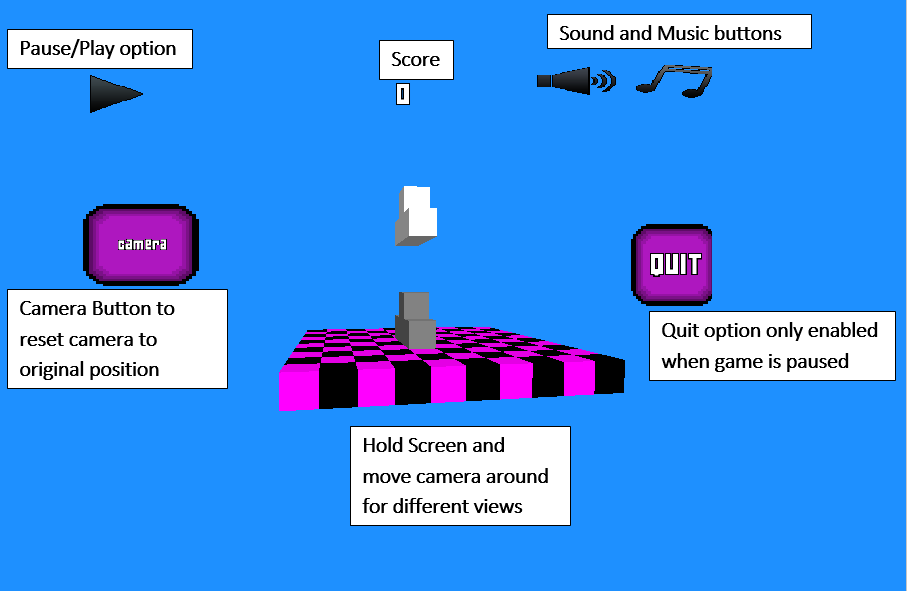 Pause/Play option
Score
Sound and Music buttons
0
camera
QUIT
Camera Button to
reset camera to
original position
Quit option only enabled
when game is paused
Hold Screen and
move camera around
for different views